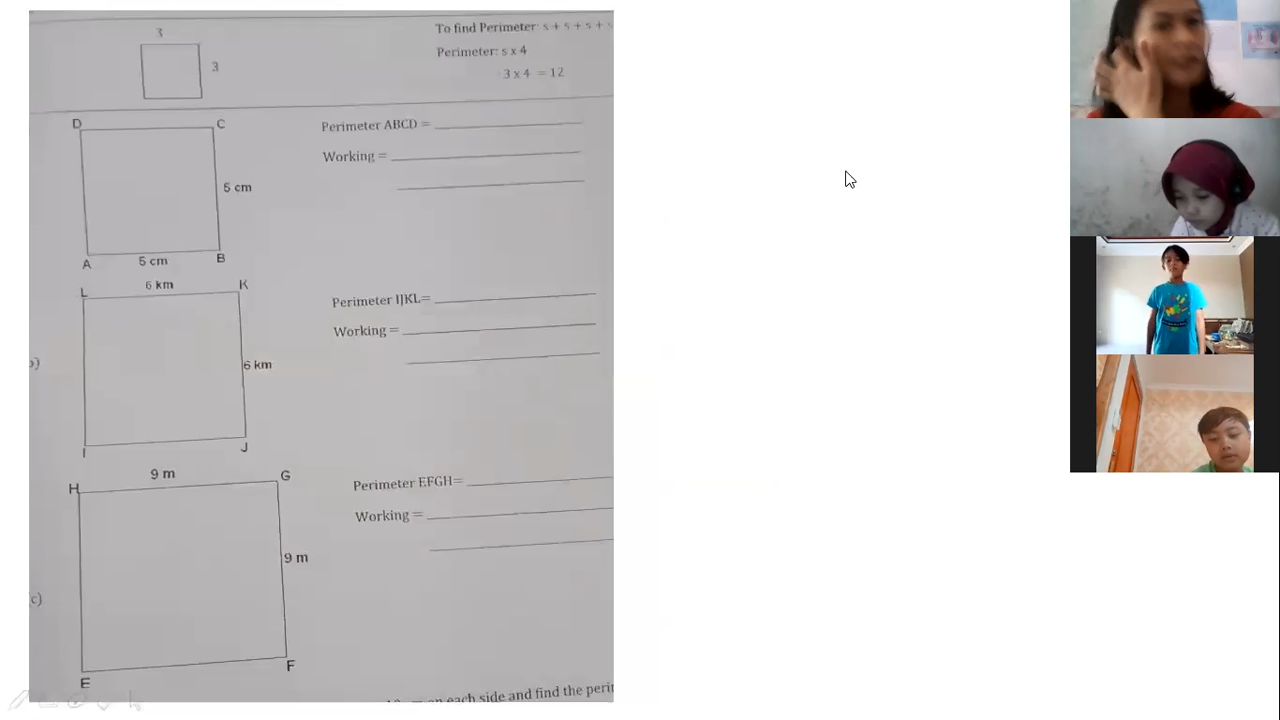 3
3
To find Perimeter: s + s + s +
Perimeter: s x 4
3 x 4 = 12
D
C
Perimeter ABCD =
Working =
5 cm
A
5 cm
B
L
6 km
K
Perimeter IJKL=
Working =
6 km
I
J
9 m
H
G
Perimeter EFGH=
Working =
9 m
c)
F
E
on each side and find the